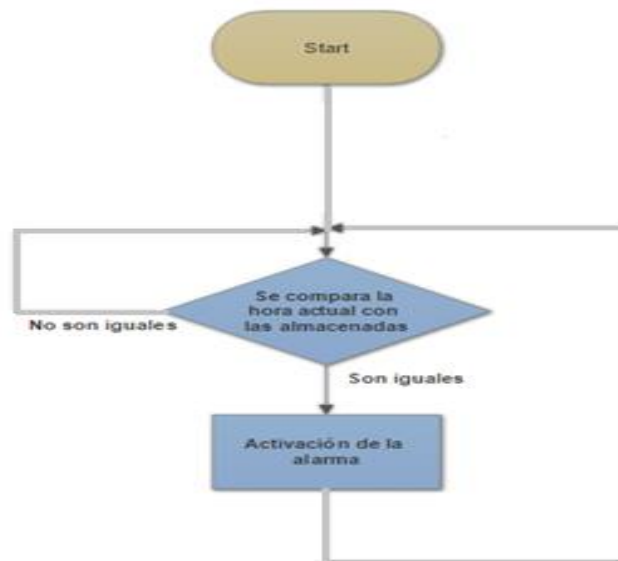 Start
Se compara la
hora actual con
las almacenadas
No son iguales
Son iguales
Activación de la
alarma